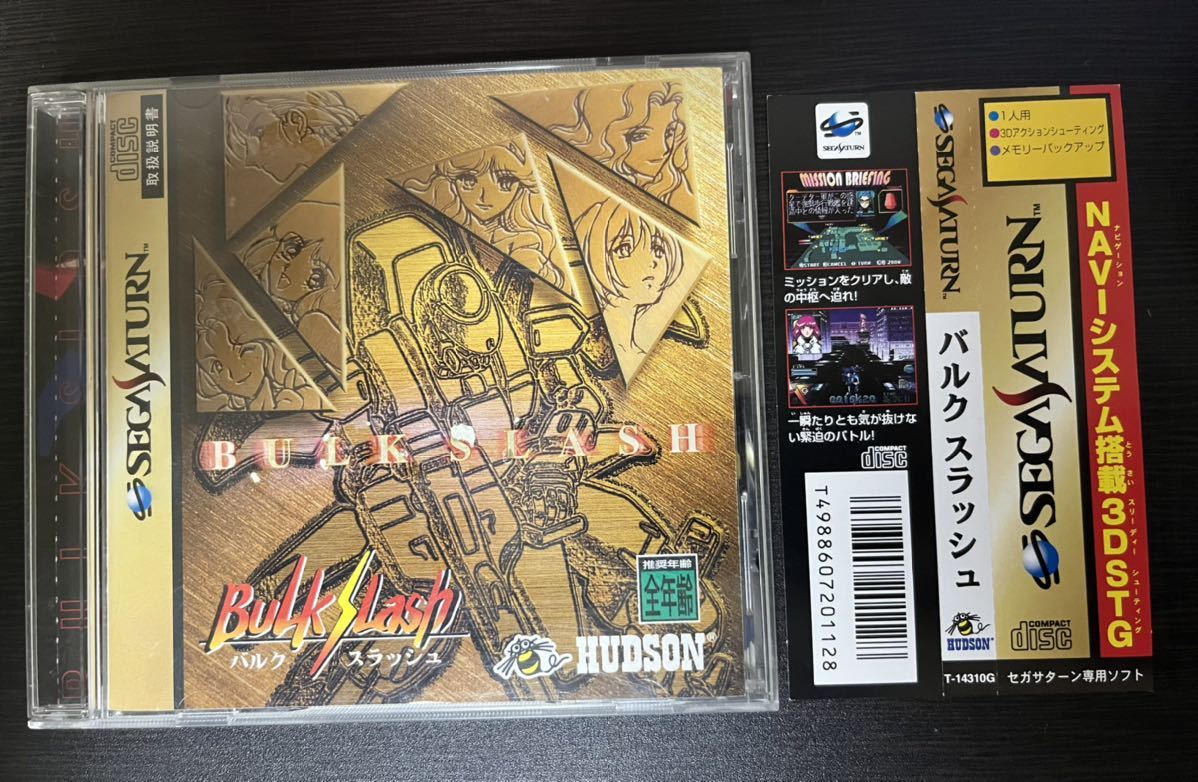 取扱説明書
COMPACT
disc
SEGASATURN™
BULK SLASH
BulkSlash
バルク スラッシュ
推奨年齢
全年齢
HUDSON®
SEGASATURN
MISSION BRIEFING
START CANCEL TURN
ミッションをクリアし、敵
の中枢へ迫れ!
一瞬たりとも気が抜けな
い緊迫のバトル!
COMPACT
disc
T4988607201128
SEGASATURN™
バルク スラッシュ
HUDSON®
T-14310G
●1人用
●3Dアクションシューティング
●メモリーバックアップ
SEGASATURN™
COMPACT
disc
セガサターン専用ソフト
NAVIシステム搭載3DSTG
ナビゲーション とうさい スリーディー シューティング